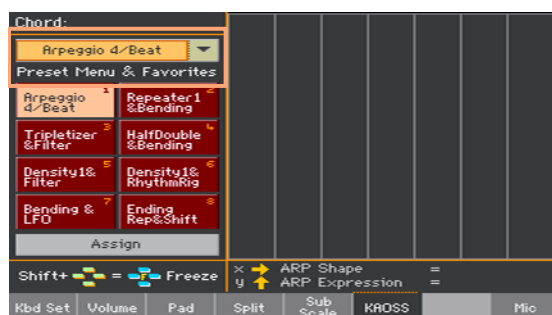 Chord:
Arpeggio 4/Beat
Preset Menu & Favorites
1
Arpeggio
4/Beat
2
Repeater1
&Bending
3
Tripletizer
&Filter
4
HalfDouble
&Bending
5
Density1&
Filter
6
Density1&
RhythmRig
7
Bending &
LFO
8
Ending
Rep&Shift
Assign
Shift+ = F Freeze
x ARP Shape =
y ARP Expression =
Kbd Set
Volume
Pad
Split
Sub
Scale
KAOSS
Mic